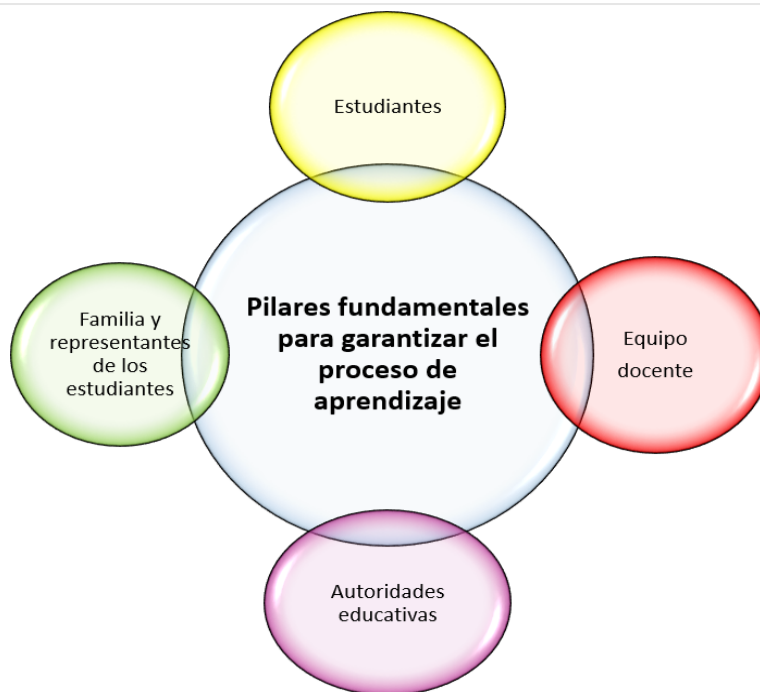 Estudiantes
Pilares fundamentales
para garantizar el
proceso de
aprendizaje
Familia y
representantes
de los
estudiantes
Equipo
docente
Autoridades
educativas